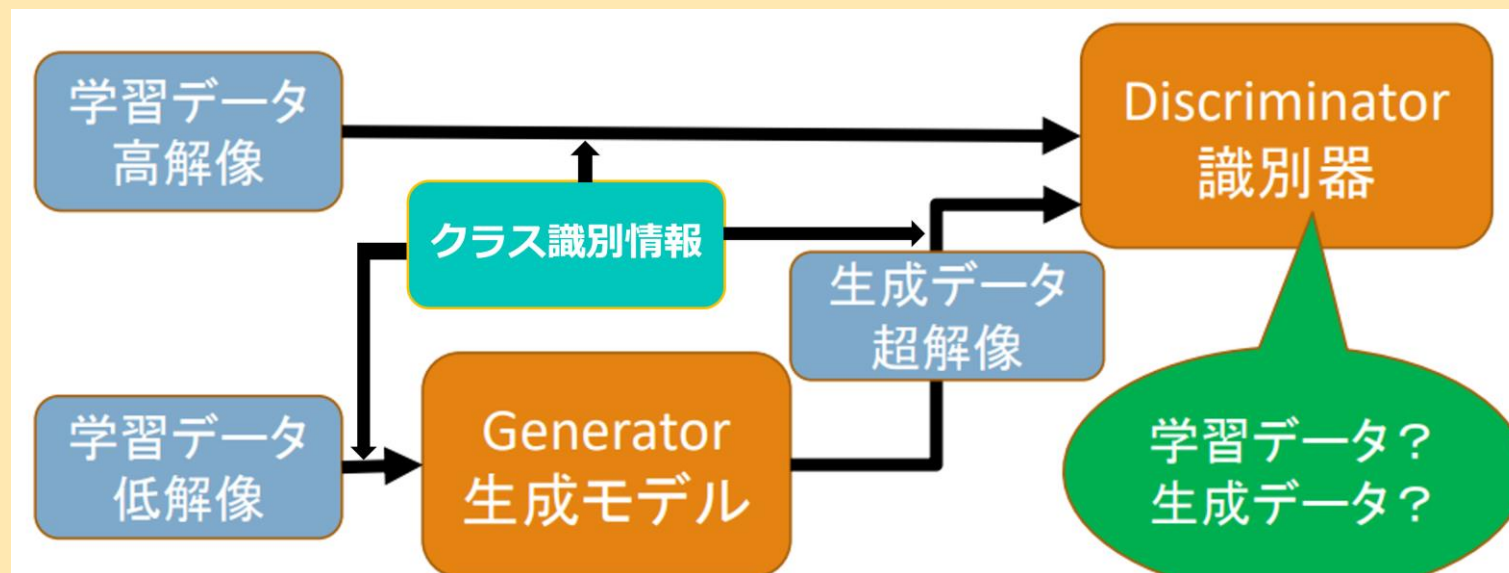 学習データ
高解像
Discriminator
識別器
クラス識別情報
生成データ
超解像
学習データ
低解像
Generator
生成モデル
学習データ？
生成データ？